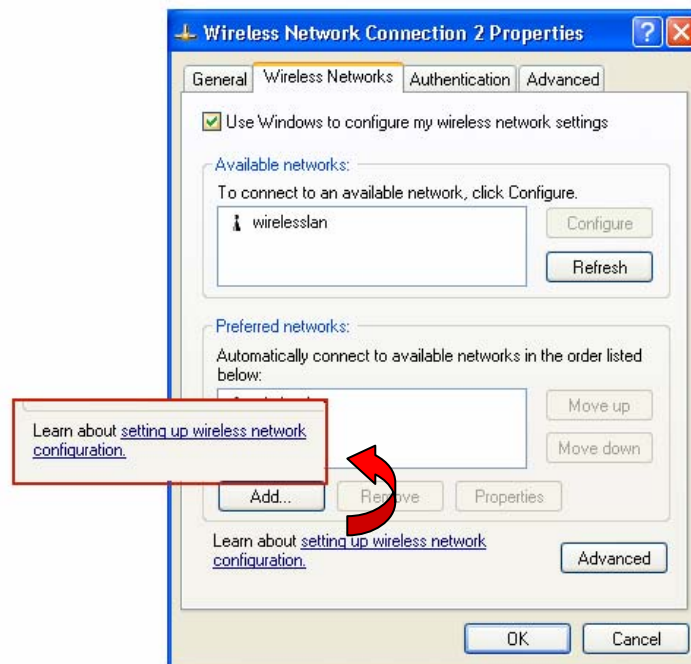 Wireless Network Connection 2 Properties
General Wireless Networks Authentication Advanced
Use Windows to configure my wireless network settings
Available networks:
To connect to an available network, click Configure.
wirelesslan
Configure
Refresh
Preferred networks:
Automatically connect to available networks in the order listed
below:
Move up
Move down
Learn about setting up wireless network
configuration.
Add... Remove Properties
Learn about setting up wireless network
configuration.
Advanced
OK Cancel